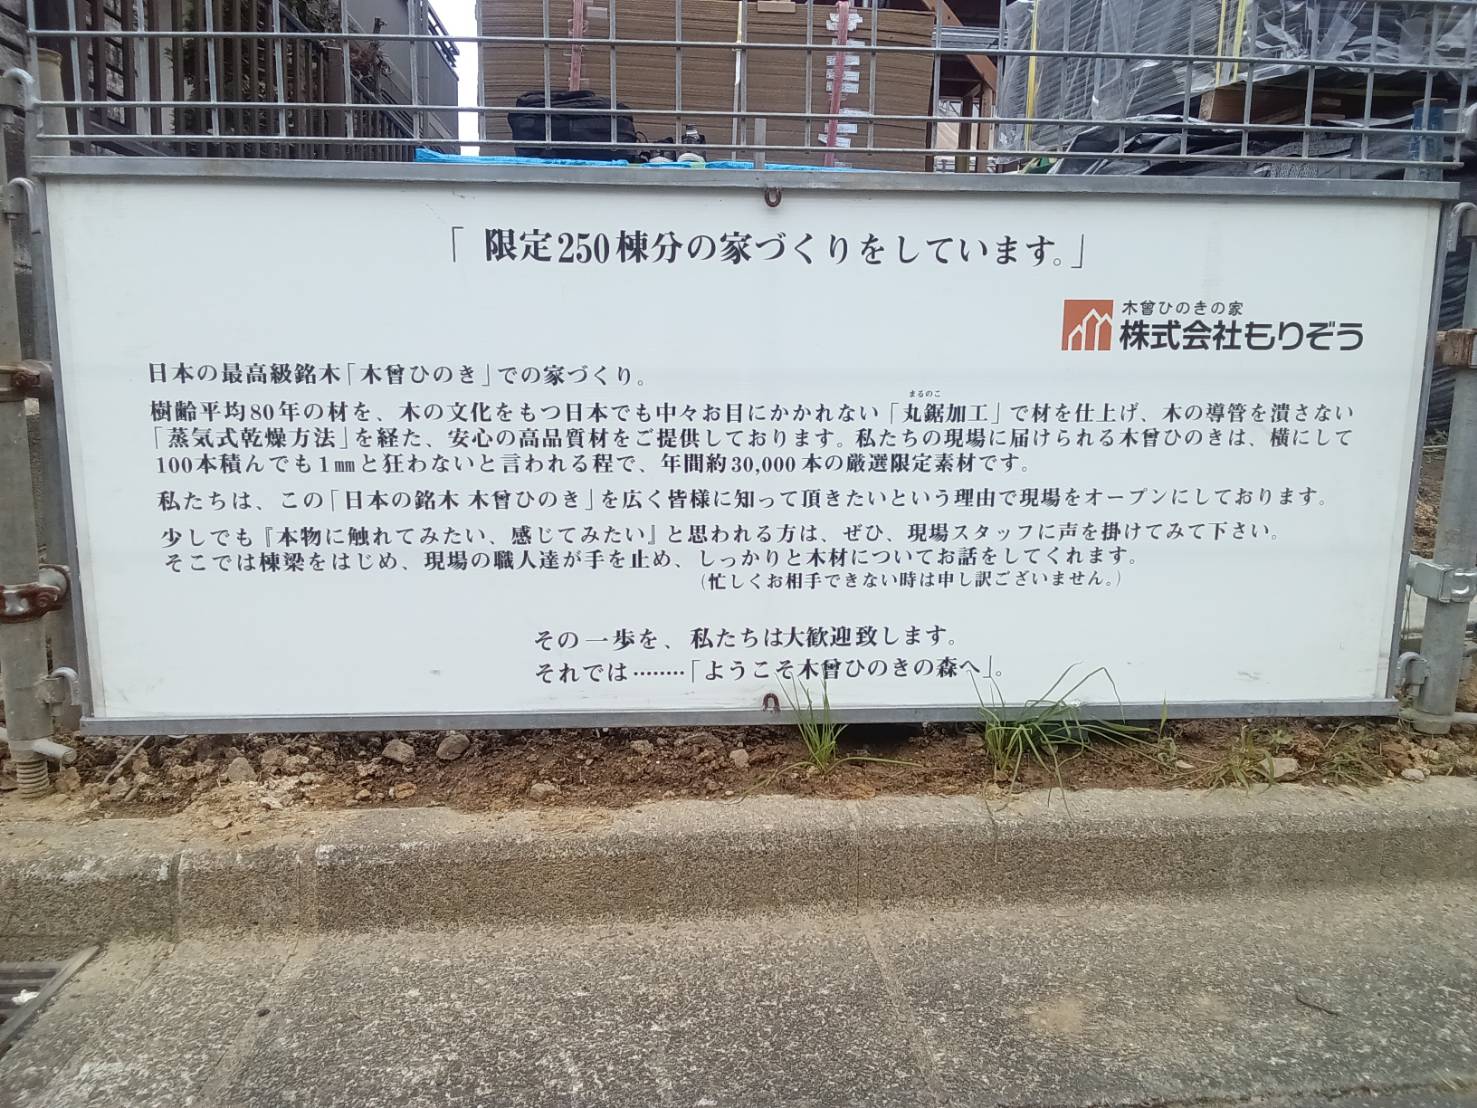 「限定250棟分の家づくりをしています。」
木曾ひのきの家
株式会社もりぞう
日本の最高級銘木「木曾ひのき」での家づくり。
まるのこ
樹齢平均80年の材を、木の文化をもつ日本でも中々お目にかかれない「丸鋸加工」で材を仕上げ、木の導管を潰さない
「蒸気式乾燥方法」を経た、安心の高品質材をご提供しております。私たちの現場に届けられる木曾ひのきは、横にして
100本積んでも1㎜と狂わないと言われる程で、年間約30,000本の厳選限定素材です。
私たちは、この「日本の銘木 木曾ひのき」を広く皆様に知って頂きたいという理由で現場をオープンにしております。
少しでも『本物に触れてみたい、感じてみたい』と思われる方は、ぜひ、現場スタッフに声を掛けてみて下さい。
そこでは棟梁をはじめ、現場の職人達が手を止め、しっかりと木材についてお話をしてくれます。
（忙しくお相手できない時は申し訳ございません。）
その一歩を、私たちは大歓迎致します。
それでは………「ようこそ木曾ひのきの森へ」。